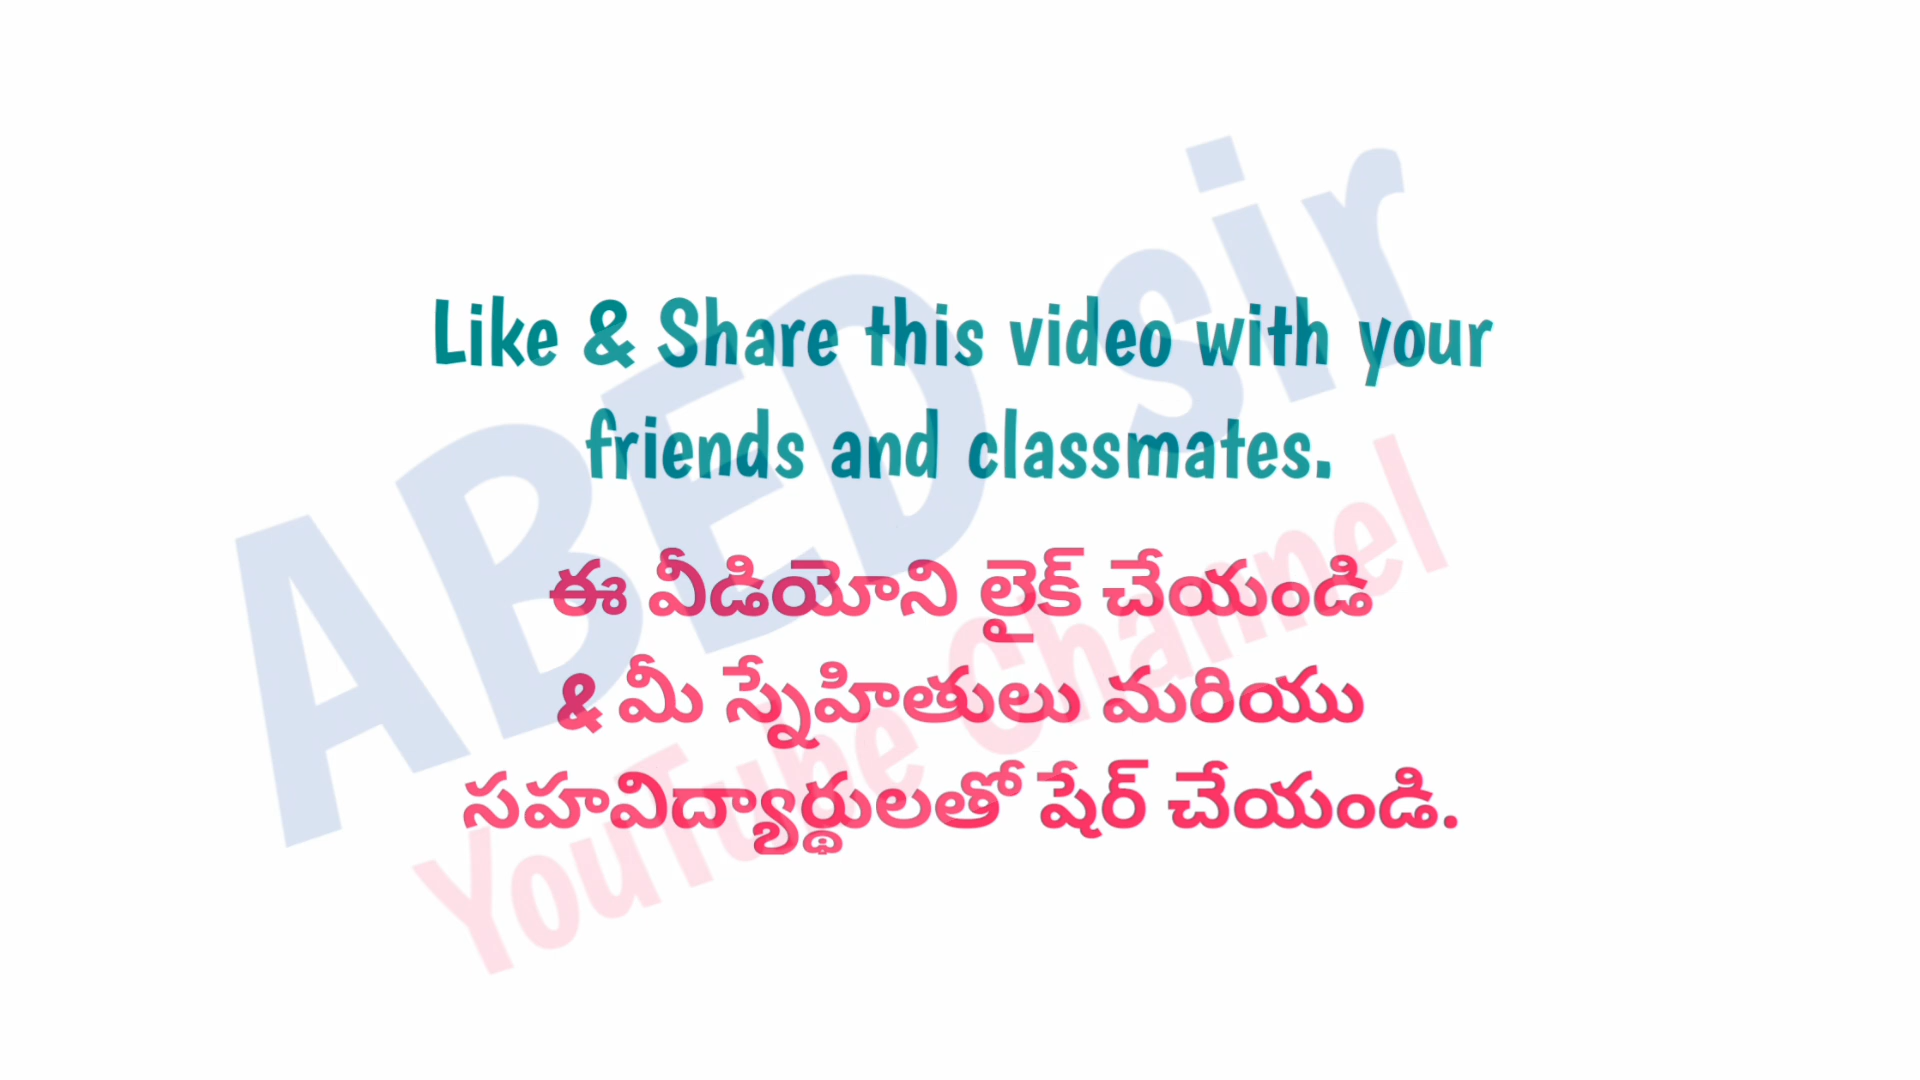 Like & Share this video with your
friends and classmates.
ఈ వీడియోని లైక్ చేయండి
& మీ స్నేహితులు మరియు
సహవిద్యార్థులతో షేర్ చేయండి.
ABED sir
YouTube Channel